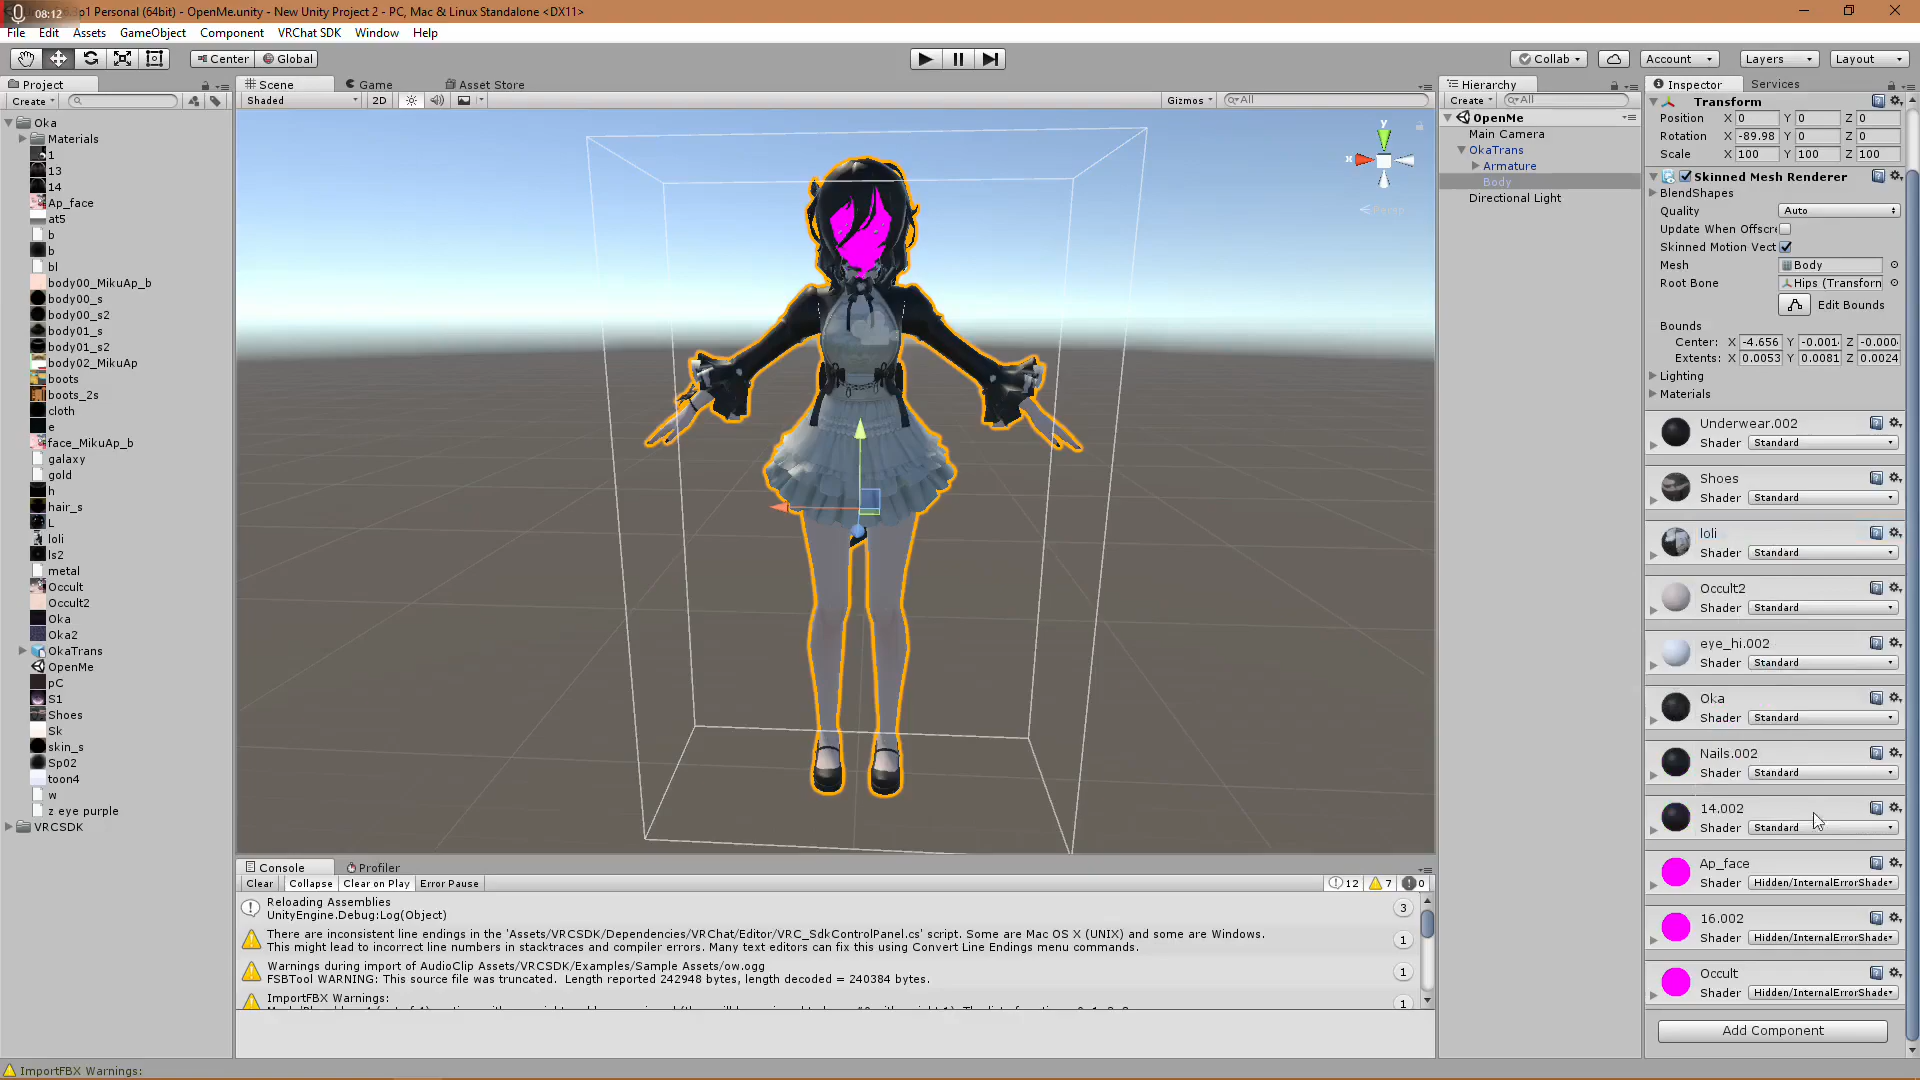 08:12
p1 Personal (64bit) - OpenMe.unity - New Unity Project 2 - PC, Mac & Linux Standalone <DX11>
File Edit Assets GameObject Component VRChat SDK Window Help
Center Global
Collab Account Layers Layout
Project
Create
Oka
Materials
1
13
14
Ap_face
at5
b
b
bl
body00_MikuAp_b
body00_s
body00_s2
body01_s
body01_s2
body02_MikuAp
boots
boots_2s
cloth
e
face_MikuAp_b
galaxy
gold
h
hair_s
L
loli
ls2
metal
Occult
Occult2
Oka
Oka2
OkaTrans
OpenMe
pC
S1
Shoes
Sk
skin_s
Sp02
toon4
w
z eye purple
VRCSDK
Scene Game Asset Store
Shaded 2D Gizmos All
y
x
Persp
Console Profiler
Clear Collapse Clear on Play Error Pause 12 7 0
Reloading Assemblies
UnityEngine.Debug:Log(Object)
3
There are inconsistent line endings in the 'Assets/VRCSDK/Dependencies/VRChat/Editor/VRC_SdkControlPanel.cs' script. Some are Mac OS X (UNIX) and some are Windows.
This might lead to incorrect line numbers in stacktraces and compiler errors. Many text editors can fix this using Convert Line Endings menu commands.
1
Warnings during import of AudioClip Assets/VRCSDK/Examples/Sample Assets/ow.ogg
FSBTool WARNING: This source file was truncated. Length reported 242948 bytes, length decoded = 240384 bytes.
1
ImportFBX Warnings:
1
Hierarchy
Create All
OpenMe
Main Camera
OkaTrans
Armature
Body
Directional Light
Inspector Services
Transform
Position X 0 Y 0 Z 0
Rotation X -89.98 Y 0 Z 0
Scale X 100 Y 100 Z 100
Skinned Mesh Renderer
BlendShapes
Quality Auto
Update When Offscre
Skinned Motion Vect
Mesh Body
Root Bone Hips (Transform
Edit Bounds
Bounds
Center: X -4.656 Y -0.001 Z -0.000
Extents: X 0.0053 Y 0.0081 Z 0.0024
Lighting
Materials
Underwear.002
Shader Standard
Shoes
Shader Standard
loli
Shader Standard
Occult2
Shader Standard
eye_hi.002
Shader Standard
Oka
Shader Standard
Nails.002
Shader Standard
14.002
Shader Standard
Ap_face
Shader Hidden/InternalErrorShade
16.002
Shader Hidden/InternalErrorShade
Occult
Shader Hidden/InternalErrorShade
Add Component
ImportFBX Warnings: